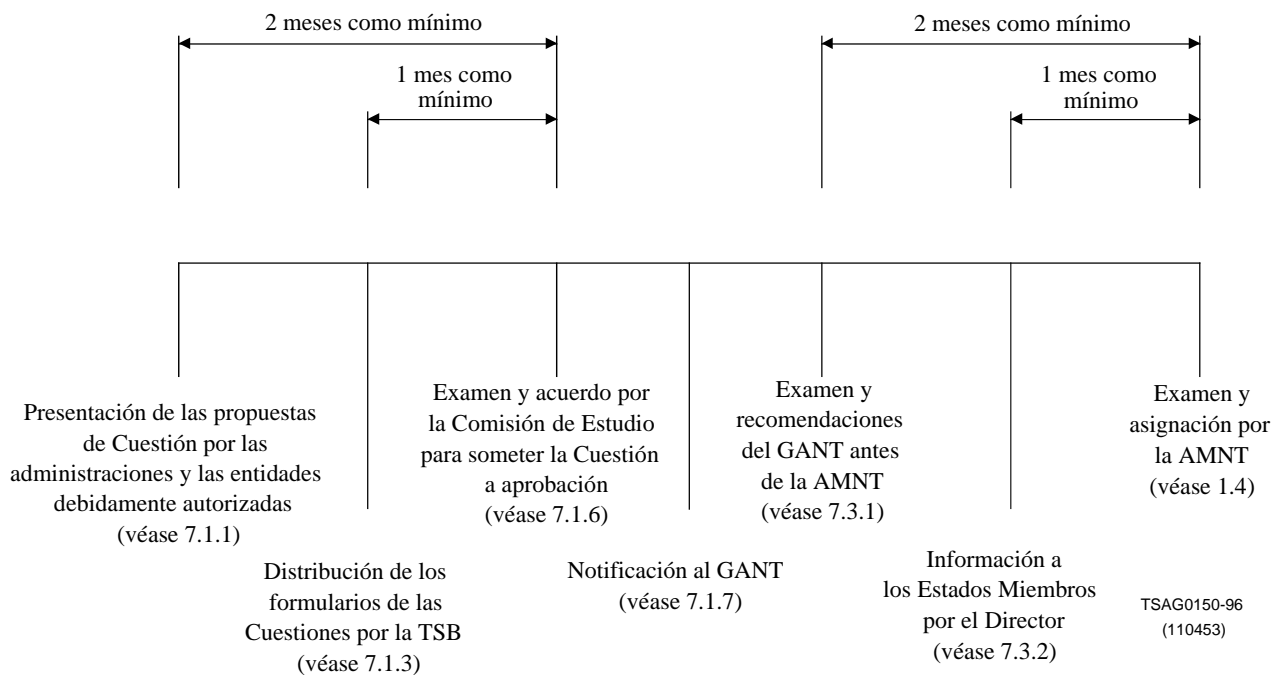 2 meses como mínimo
1 mes como
mínimo
2 meses como mínimo
1 mes como
mínimo
Presentación de las propuestas
de Cuestión por las
administraciones y las entidades
debidamente autorizadas
(véase 7.1.1)
Distribución de los
formularios de las
Cuestiones por la TSB
(véase 7.1.3)
Examen y acuerdo por
la Comisión de Estudio
para someter la Cuestión
a aprobación
(véase 7.1.6)
Notificación al GANT
(véase 7.1.7)
Examen y
recomendaciones
del GANT antes
de la AMNT
(véase 7.3.1)
Información a
los Estados Miembros
por el Director
(véase 7.3.2)
Examen y
asignación por
la AMNT
(véase 1.4)
TSAG0150-96
(110453)